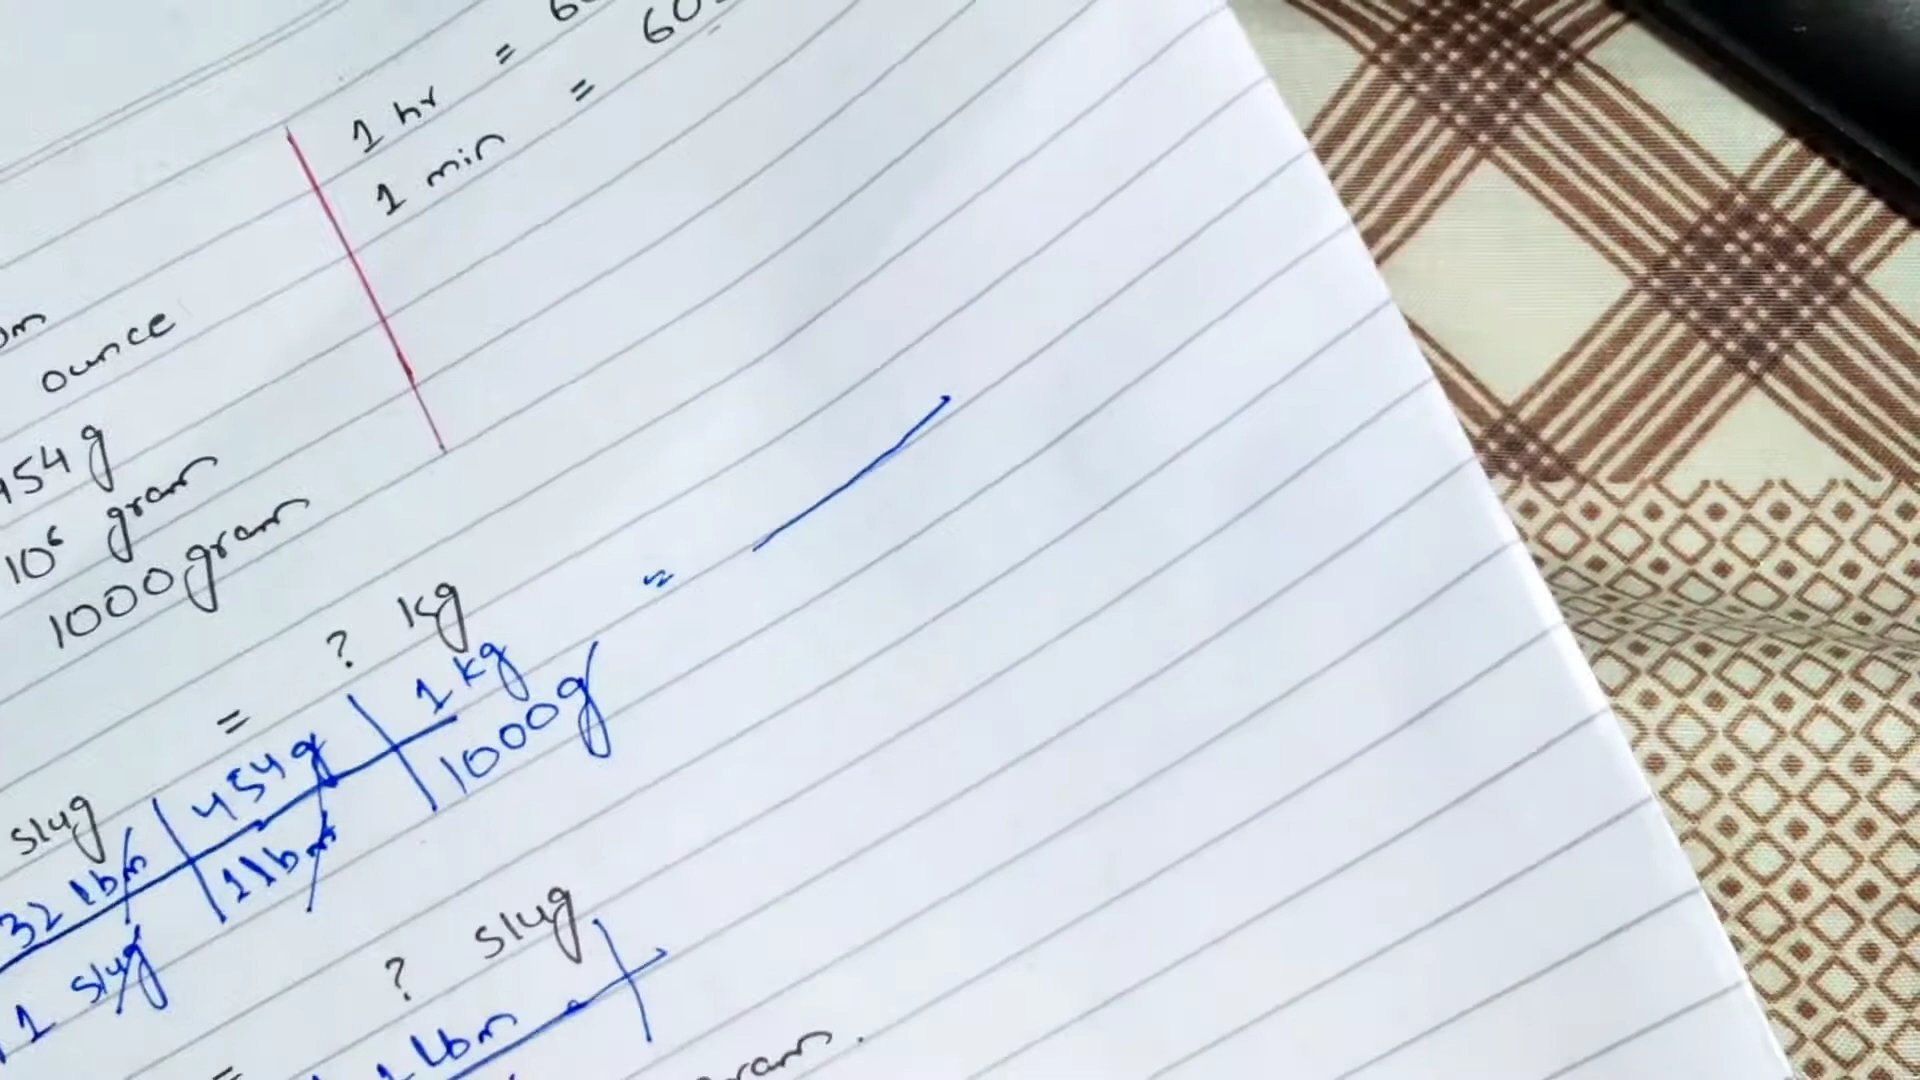 1 hr =
1 min = 60
ounce
454 g
10⁶ gram
1000 gram
slug = ? kg
32 lbm | 454 g | 1 kg =
1 slug | 1 lbm | 1000 g
= ? slug
1 lbm